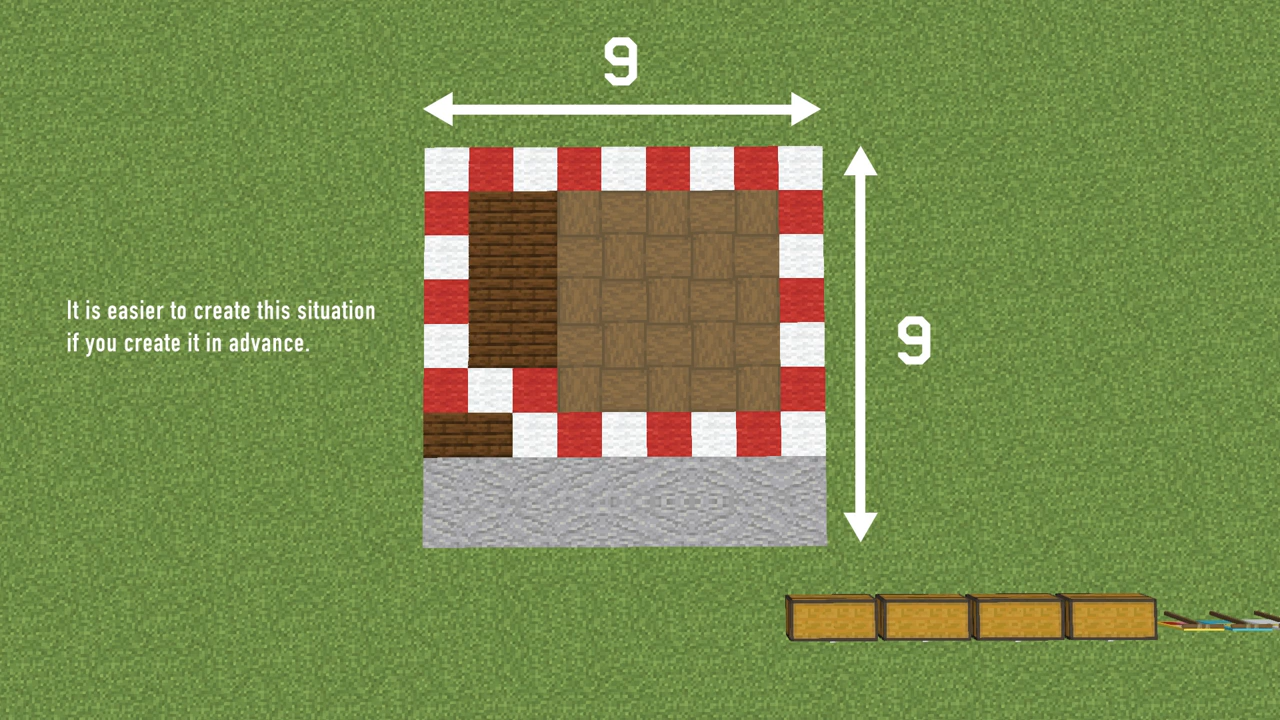 9
It is easier to create this situation
if you create it in advance.
9